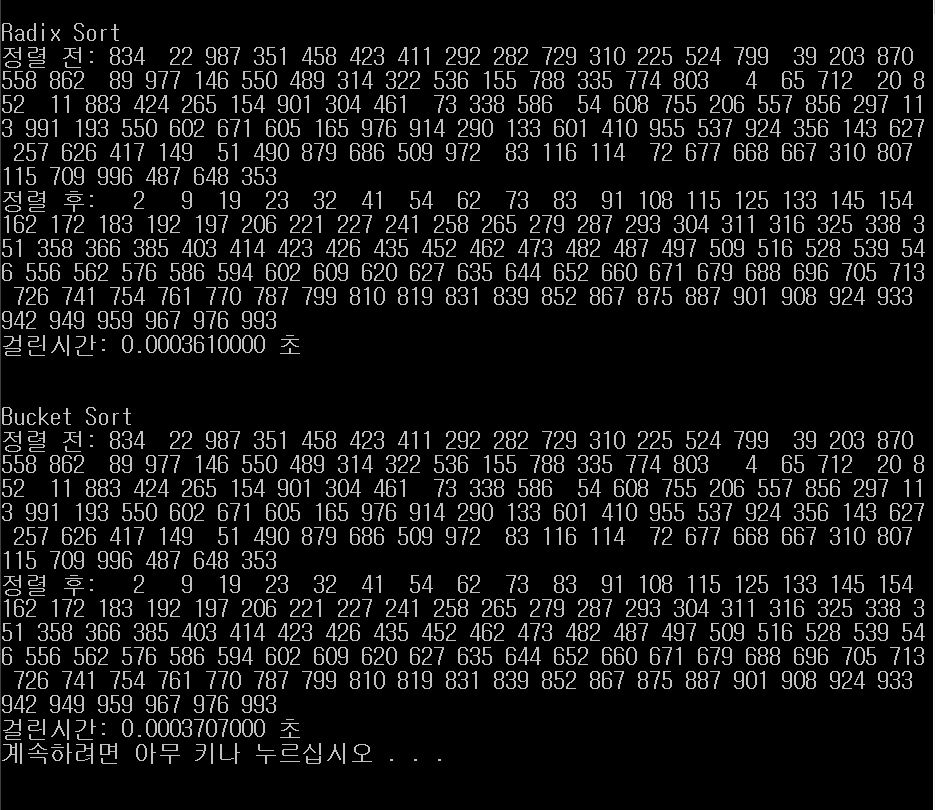 Radix Sort
정렬 전: 834  22 987 351 458 423 411 292 282 729 310 225 524 799  39 203 870
558 862  89 977 146 550 489 314 322 536 155 788 335 774 803   4  65 712  20 8
52  11 883 424 265 154 901 304 461  73 338 586  54 608 755 206 557 856 297 11
3 991 193 550 602 671 605 165 976 914 290 133 601 410 955 537 924 356 143 627
 257 626 417 149  51 490 879 686 509 972  83 116 114  72 677 668 667 310 807
115 709 996 487 648 353
정렬 후:   2   9  19  23  32  41  54  62  73  83  91 108 115 125 133 145 154
162 172 183 192 197 206 221 227 241 258 265 279 287 293 304 311 316 325 338 3
51 358 366 385 403 414 423 426 435 452 462 473 482 487 497 509 516 528 539 54
6 556 562 576 586 594 602 609 620 627 635 644 652 660 671 679 688 696 705 713
 726 741 754 761 770 787 799 810 819 831 839 852 867 875 887 901 908 924 933
942 949 959 967 976 993
걸린시간: 0.0003610000 초
Bucket Sort
정렬 전: 834  22 987 351 458 423 411 292 282 729 310 225 524 799  39 203 870
558 862  89 977 146 550 489 314 322 536 155 788 335 774 803   4  65 712  20 8
52  11 883 424 265 154 901 304 461  73 338 586  54 608 755 206 557 856 297 11
3 991 193 550 602 671 605 165 976 914 290 133 601 410 955 537 924 356 143 627
 257 626 417 149  51 490 879 686 509 972  83 116 114  72 677 668 667 310 807
115 709 996 487 648 353
정렬 후:   2   9  19  23  32  41  54  62  73  83  91 108 115 125 133 145 154
162 172 183 192 197 206 221 227 241 258 265 279 287 293 304 311 316 325 338 3
51 358 366 385 403 414 423 426 435 452 462 473 482 487 497 509 516 528 539 54
6 556 562 576 586 594 602 609 620 627 635 644 652 660 671 679 688 696 705 713
 726 741 754 761 770 787 799 810 819 831 839 852 867 875 887 901 908 924 933
942 949 959 967 976 993
걸린시간: 0.0003707000 초
계속하려면 아무 키나 누르십시오 . . .